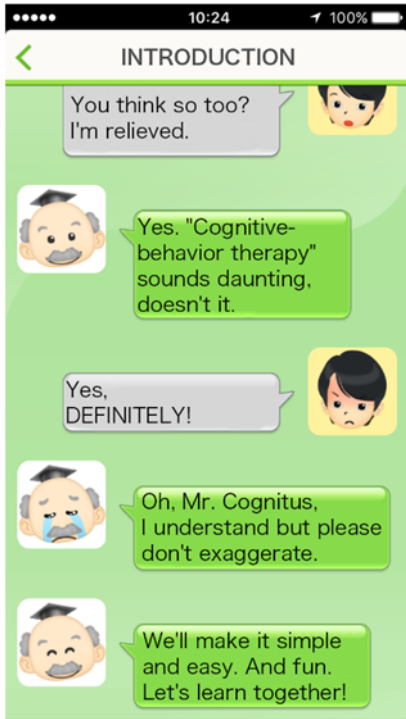 10:24
100%
INTRODUCTION
You think so too?
I'm relieved.
Yes. "Cognitive-
behavior therapy"
sounds daunting,
doesn't it.
Yes,
DEFINITELY!
Oh, Mr. Cognitus,
I understand but please
don't exaggerate.
We'll make it simple
and easy. And fun.
Let's learn together!